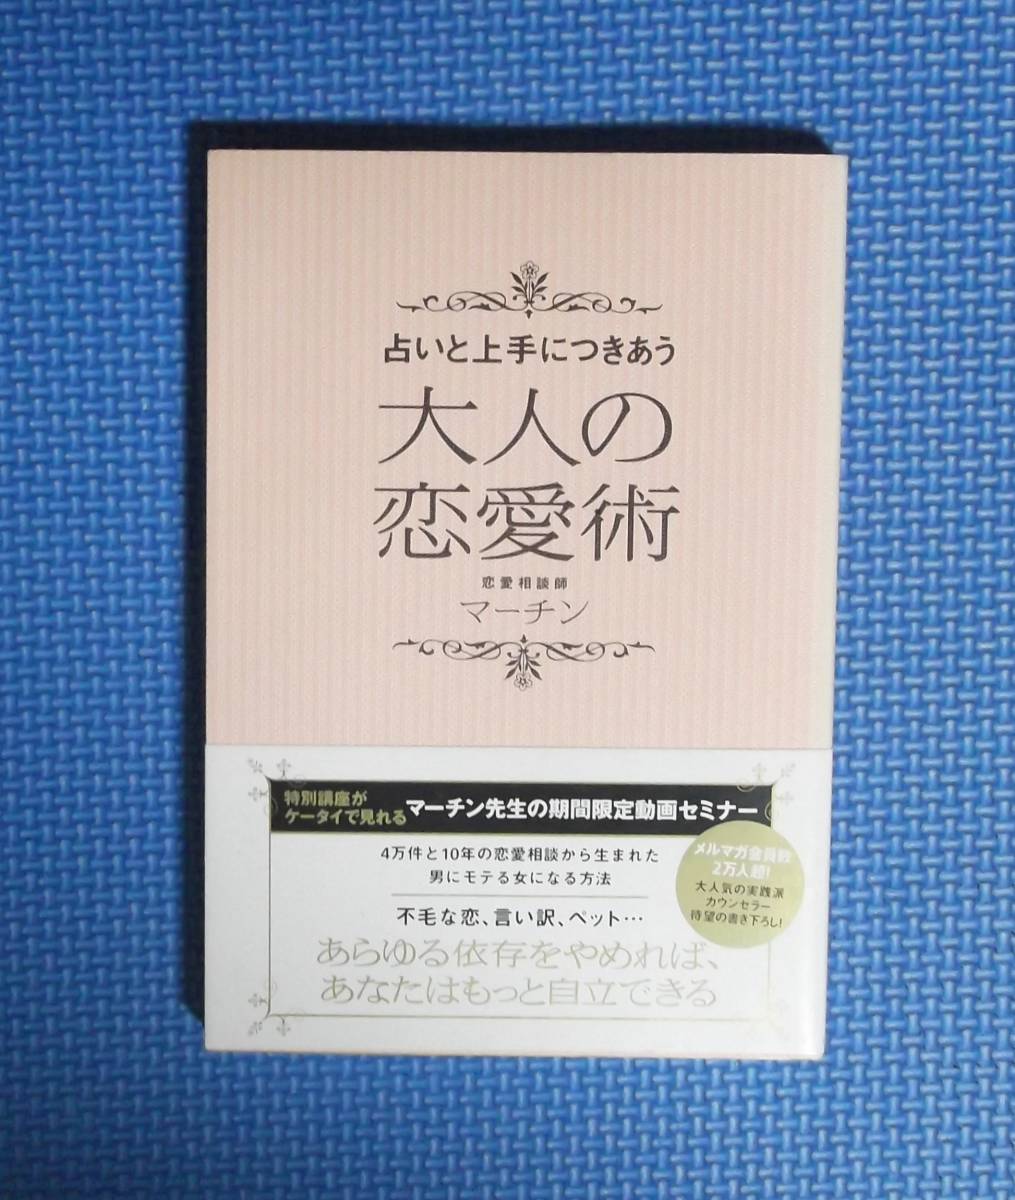 占いと上手につきあう
大人の
恋愛術
恋愛相談師
マーチン
特別講座が
ケータイで見れる
マーチン先生の期間限定動画セミナー
4万件と10年の恋愛相談から生まれた
男にモテる女になる方法
メルマガ会員数
2万人超!
大人気の実践派
カウンセラー
待望の書き下ろし!
不毛な恋、言い訳、ペット…
あらゆる依存をやめれば、
あなたはもっと自立できる